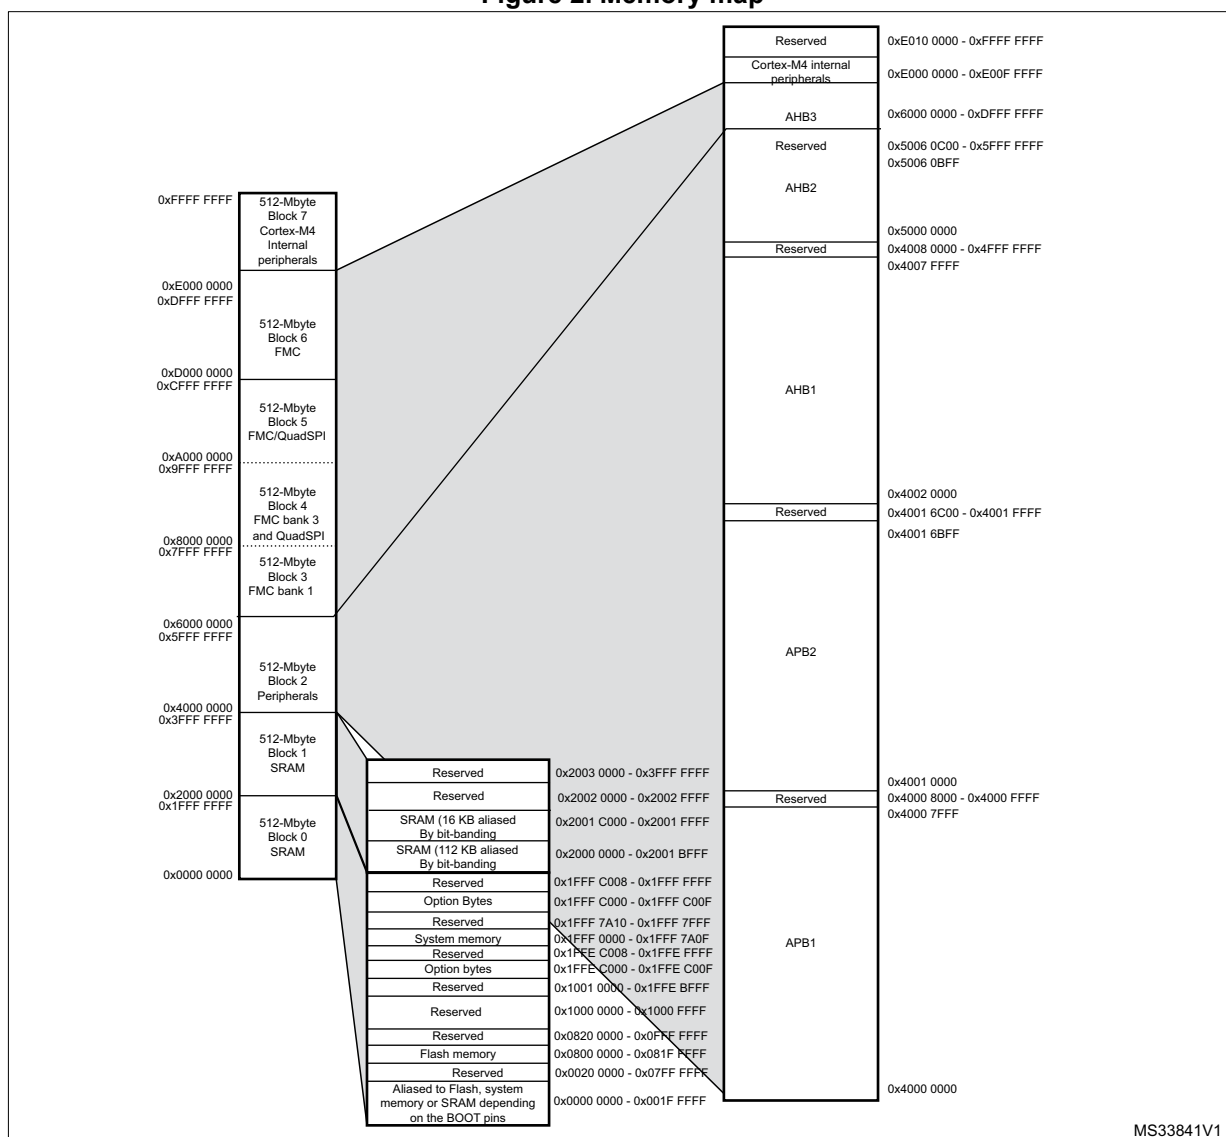 Figure 2. Memory map
0xFFFF FFFF
512-Mbyte
Block 7
Cortex-M4
Internal
peripherals
0xE000 0000
0xDFFF FFFF
512-Mbyte
Block 6
FMC
0xD000 0000
0xCFFF FFFF
512-Mbyte
Block 5
FMC/QuadSPI
0xA000 0000
0x9FFF FFFF
512-Mbyte
Block 4
FMC bank 3
and QuadSPI
0x8000 0000
0x7FFF FFFF
512-Mbyte
Block 3
FMC bank 1
0x6000 0000
0x5FFF FFFF
512-Mbyte
Block 2
Peripherals
0x4000 0000
0x3FFF FFFF
512-Mbyte
Block 1
SRAM
0x2000 0000
0x1FFF FFFF
512-Mbyte
Block 0
SRAM
0x0000 0000
Reserved 0x2003 0000 - 0x3FFF FFFF
Reserved 0x2002 0000 - 0x2002 FFFF
SRAM (16 KB aliased
By bit-banding
0x2001 C000 - 0x2001 FFFF
SRAM (112 KB aliased
By bit-banding
0x2000 0000 - 0x2001 BFFF
Reserved 0x1FFF C008 - 0x1FFF FFFF
Option Bytes 0x1FFF C000 - 0x1FFF C00F
Reserved 0x1FFF 7A10 - 0x1FFF 7FFF
System memory 0x1FFF 0000 - 0x1FFF 7A0F
Reserved 0x1FFE C008 - 0x1FFE FFFF
Option bytes 0x1FFE C000 - 0x1FFE C00F
Reserved 0x1001 0000 - 0x1FFE BFFF
Reserved 0x1000 0000 - 0x1000 FFFF
Reserved 0x0820 0000 - 0x0FFF FFFF
Flash memory 0x0800 0000 - 0x081F FFFF
Reserved 0x0020 0000 - 0x07FF FFFF
Aliased to Flash, system
memory or SRAM depending
on the BOOT pins
0x0000 0000 - 0x001F FFFF
Reserved 0xE010 0000 - 0xFFFF FFFF
Cortex-M4 internal
peripherals
0xE000 0000 - 0xE00F FFFF
AHB3 0x6000 0000 - 0xDFFF FFFF
Reserved 0x5006 0C00 - 0x5FFF FFFF
0x5006 0BFF
AHB2
0x5000 0000
Reserved 0x4008 0000 - 0x4FFF FFFF
0x4007 FFFF
AHB1
0x4002 0000
Reserved 0x4001 6C00 - 0x4001 FFFF
0x4001 6BFF
APB2
0x4001 0000
Reserved 0x4000 8000 - 0x4000 FFFF
0x4000 7FFF
APB1
0x4000 0000
MS33841V1